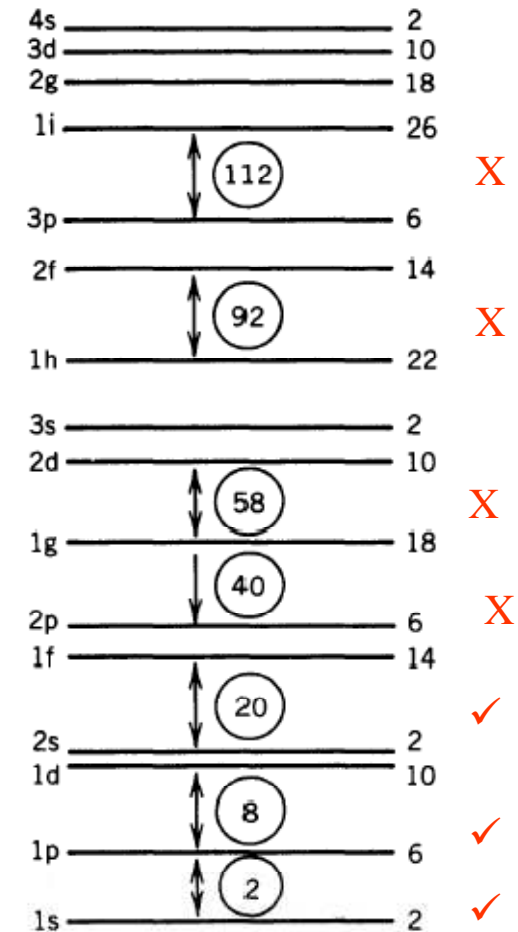 4s 2
3d 10
2g 18
1i 26
112 X
3p 6
2f 14
92 X
1h 22
3s 2
2d 10
58 X
1g 18
40 X
2p 6
1f 14
20 ✓
2s 2
1d 10
8 ✓
1p 6
2 ✓
1s 2